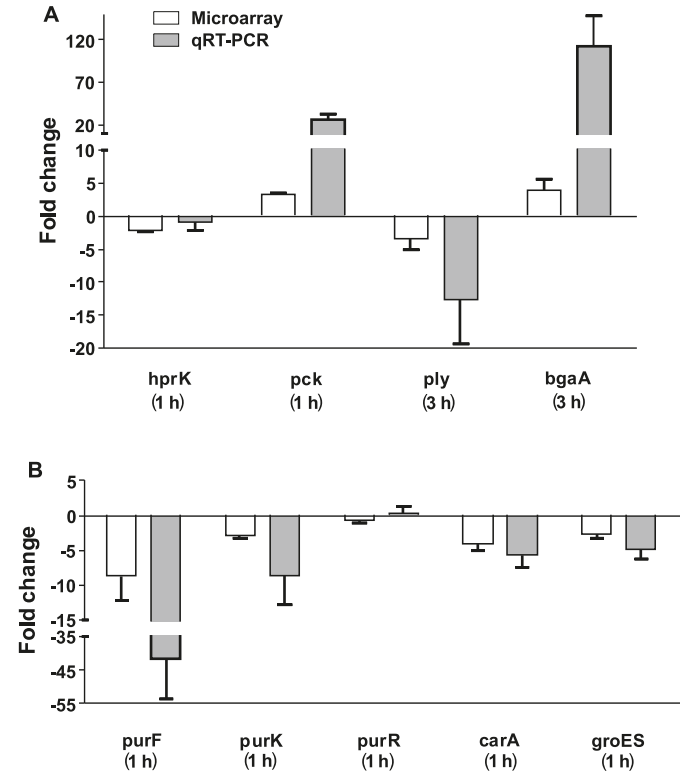 A
Microarray
qRT-PCR
Fold change
120
70
20
10
5
0
-5
-10
-15
-20
hprK pck ply bgaA
(1 h) (1 h) (3 h) (3 h)
B
Fold change
5
0
-5
-10
-15
-35
-45
-55
purF purK purR carA groES
(1 h) (1 h) (1 h) (1 h) (1 h)